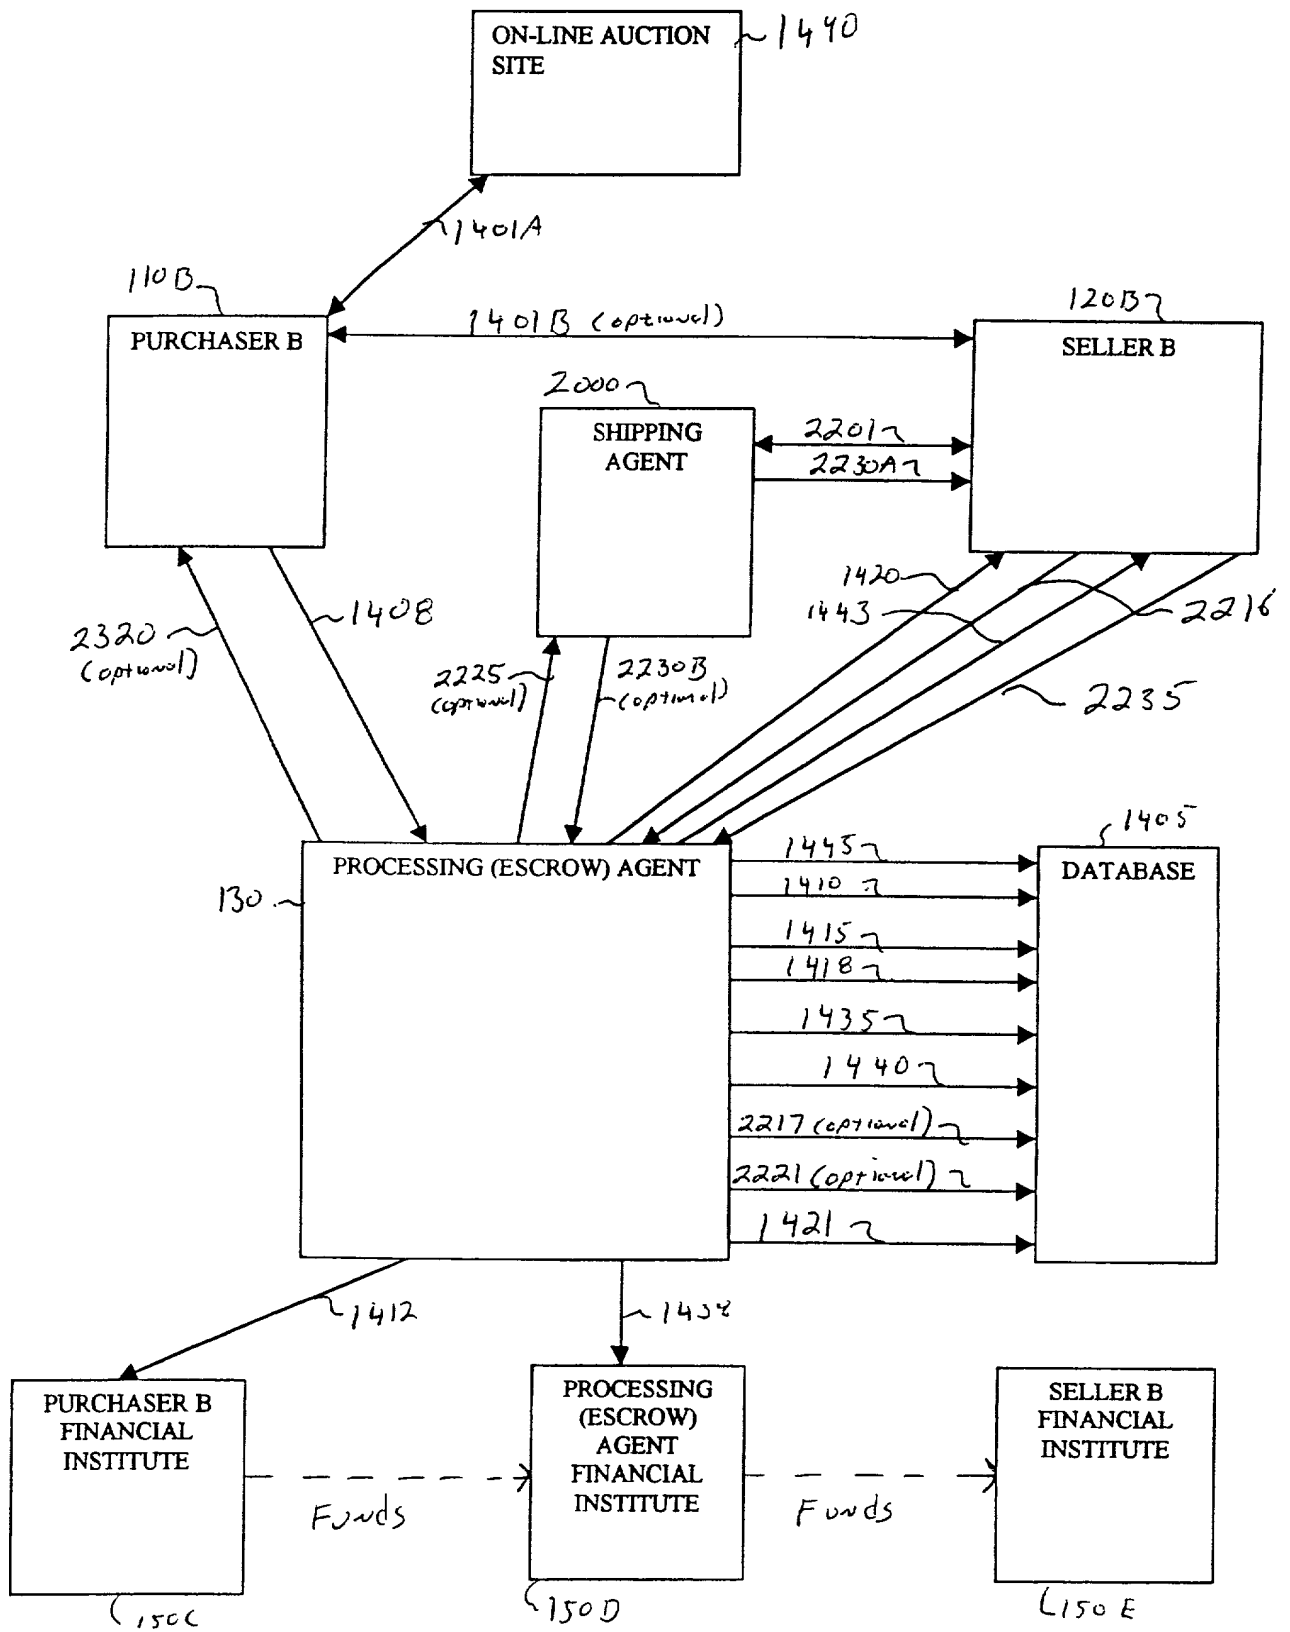 ON-LINE AUCTION
SITE
1440
1401A
110B
PURCHASER B
1401B (optional)
120B
SELLER B
2000
SHIPPING
AGENT
2201
2230A
1420
1443
2216
2235
2320
(optional)
1408
2225
(optional)
2230B
(optional)
130
PROCESSING (ESCROW) AGENT
1405
DATABASE
1445
1410
1415
1418
1435
1440
2217 (optional)
2221 (optional)
1421
1412
1438
PURCHASER B
FINANCIAL
INSTITUTE
PROCESSING
(ESCROW)
AGENT
FINANCIAL
INSTITUTE
SELLER B
FINANCIAL
INSTITUTE
Funds
Funds
150C
150D
150E